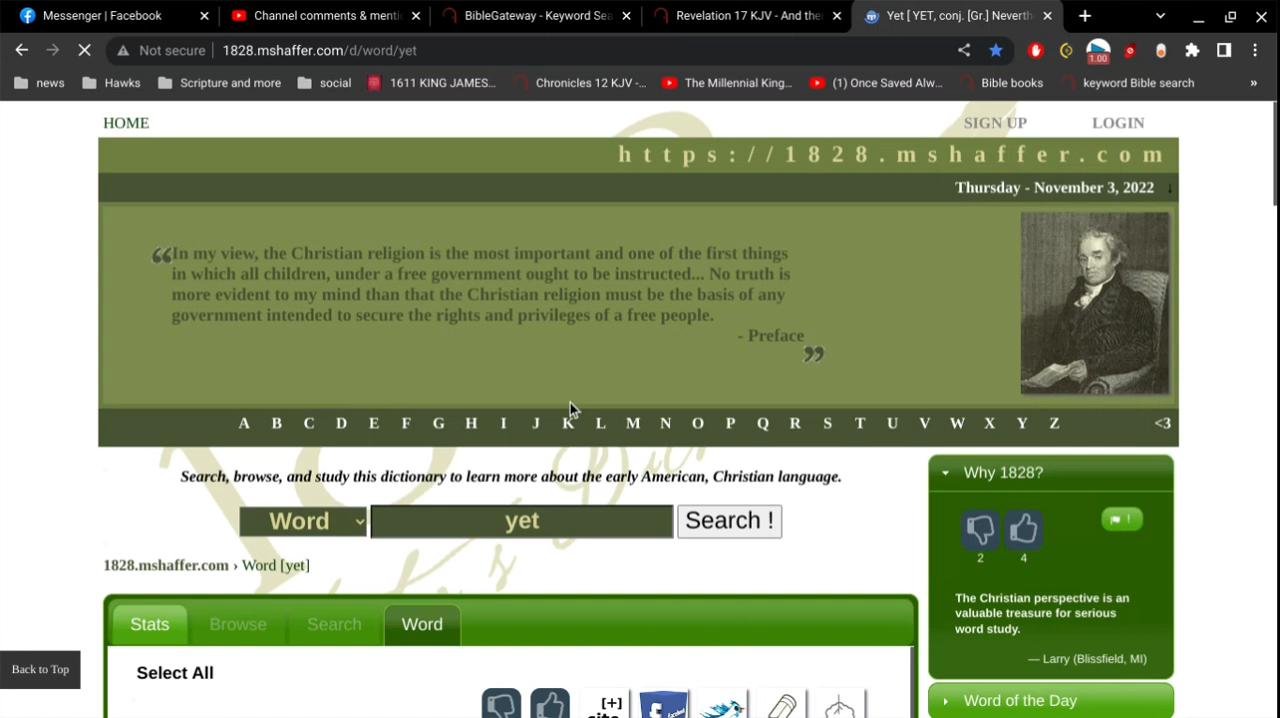 Messenger | Facebook
Channel comments & menti
BibleGateway - Keyword Sea
Revelation 17 KJV - And the
Yet [ YET, conj. [Gr.] Neverth
Not secure
1828.mshaffer.com/d/word/yet
1.00
news
Hawks
Scripture and more
social
1611 KING JAMES...
Chronicles 12 KJV -...
The Millennial King...
(1) Once Saved Alw...
Bible books
keyword Bible search
»
HOME
SIGN UP
LOGIN
https://1828.mshaffer.com
Thursday - November 3, 2022 ↓
“In my view, the Christian religion is the most important and one of the first things
in which all children, under a free government ought to be instructed... No truth is
more evident to my mind than that the Christian religion must be the basis of any
government intended to secure the rights and privileges of a free people.
- Preface
”
A B C D E F G H I J K L M N O P Q R S T U V W X Y Z <3
Search, browse, and study this dictionary to learn more about the early American, Christian language.
Word yet Search !
1828.mshaffer.com › Word [yet]
Stats Browse Search Word
Select All
[+]
cite
facebook
Back to Top
Why 1828?
!
2 4
The Christian perspective is an
valuable treasure for serious
word study.
— Larry (Blissfield, MI)
Word of the Day